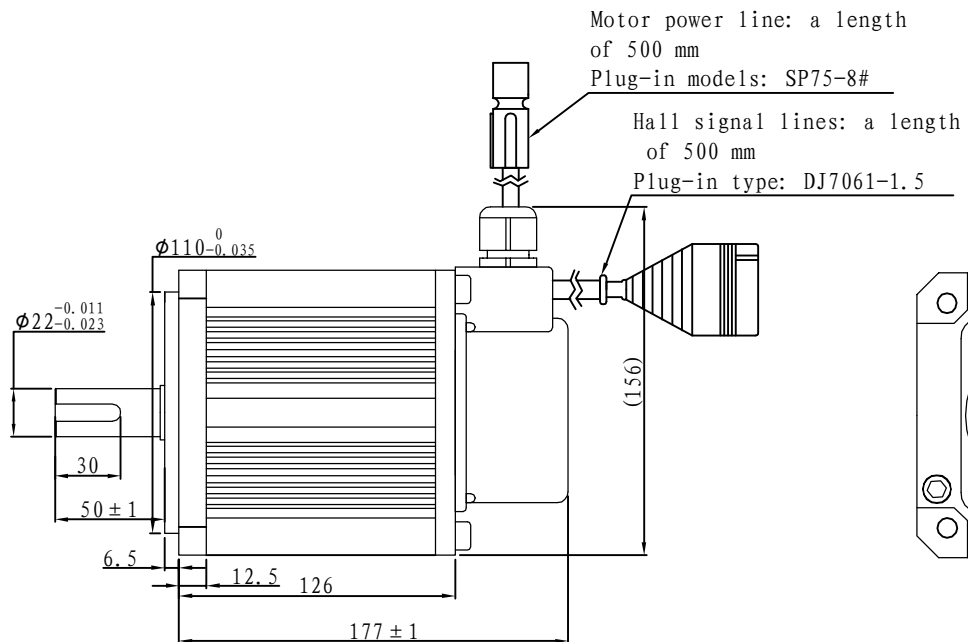 Motor power line: a length
of 500 mm
Plug-in models: SP75-8#
Hall signal lines: a length
of 500 mm
Plug-in type: DJ7061-1.5
ϕ110 0 -0.035
ϕ22 -0.011 -0.023
(156)
30
50±1
6.5
12.5
126
177±1